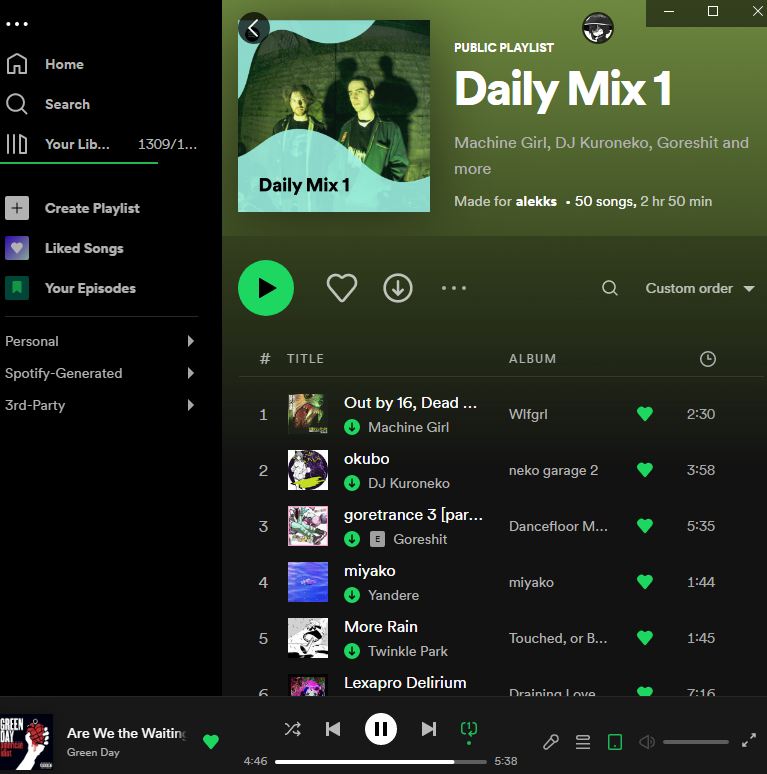 Home
Search
Your Lib... 1309/1...
Create Playlist
Liked Songs
Your Episodes
Personal
Spotify-Generated
3rd-Party
Daily Mix 1
PUBLIC PLAYLIST
Daily Mix 1
Machine Girl, DJ Kuroneko, Goreshit and
more
Made for alekks • 50 songs, 2 hr 50 min
Custom order
# TITLE ALBUM
1 Out by 16, Dead ... Wlfgrl 2:30
Machine Girl
2 okubo neko garage 2 3:58
DJ Kuroneko
3 goretrance 3 [par... Dancefloor M... 5:35
E Goreshit
4 miyako miyako 1:44
Yandere
5 More Rain Touched, or B... 1:45
Twinkle Park
6 Lexapro Delirium Draining Love 7:16
GREEN
DAY
american
idiot
Are We the Waiting
Green Day
1
4:46 5:38